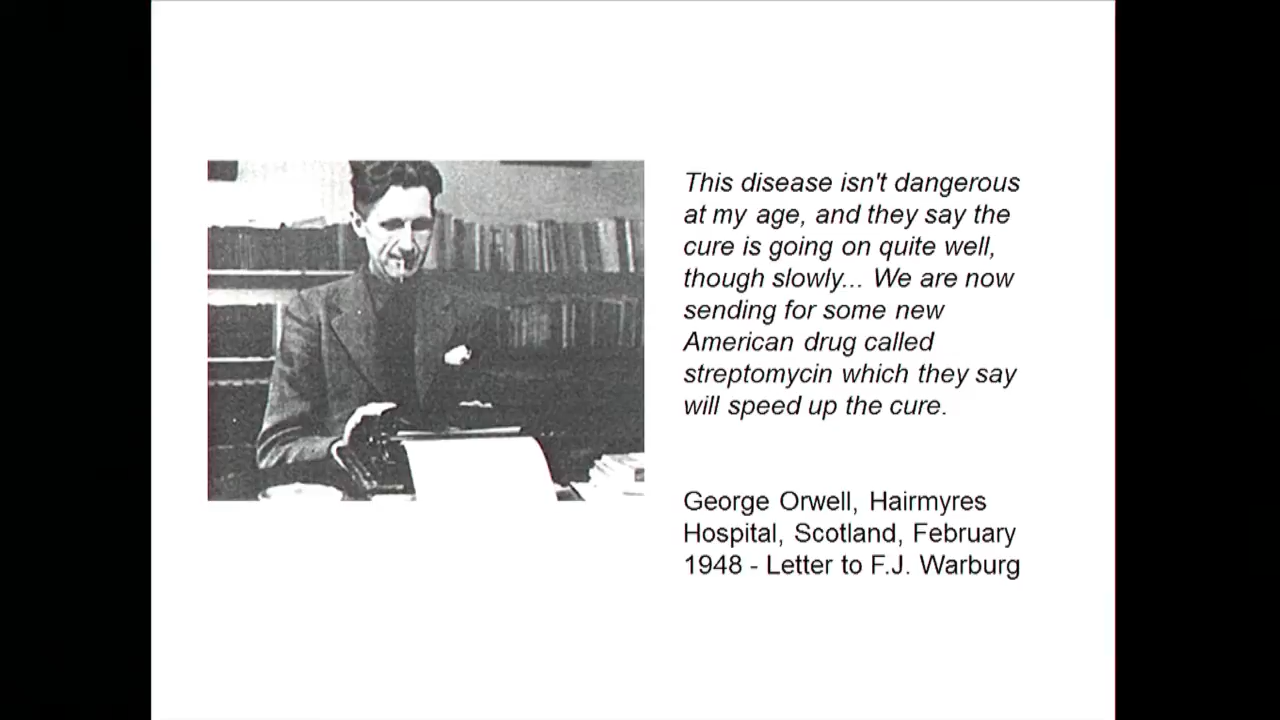 This disease isn't dangerous
at my age, and they say the
cure is going on quite well,
though slowly... We are now
sending for some new
American drug called
streptomycin which they say
will speed up the cure.
George Orwell, Hairmyres
Hospital, Scotland, February
1948 - Letter to F.J. Warburg